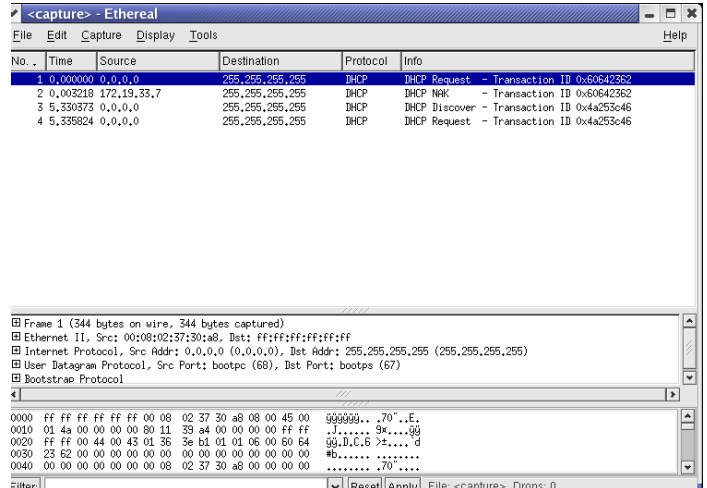 <capture> - Ethereal
File Edit Capture Display Tools Help
No. . Time Source Destination Protocol Info
1 0.000000 0.0.0.0 255.255.255.255 DHCP DHCP Request - Transaction ID 0x60642362
2 0.003218 172.19.33.7 255.255.255.255 DHCP DHCP NAK - Transaction ID 0x60642362
3 5.330373 0.0.0.0 255.255.255.255 DHCP DHCP Discover - Transaction ID 0x4a253c46
4 5.335824 0.0.0.0 255.255.255.255 DHCP DHCP Request - Transaction ID 0x4a253c46
Frame 1 (344 bytes on wire, 344 bytes captured)
Ethernet II, Src: 00:08:02:37:30:a8, Dst: ff:ff:ff:ff:ff:ff
Internet Protocol, Src Addr: 0.0.0.0 (0.0.0.0), Dst Addr: 255.255.255.255 (255.255.255.255)
User Datagram Protocol, Src Port: bootpc (68), Dst Port: bootps (67)
Bootstrap Protocol
0000 ff ff ff ff ff ff 00 08 02 37 30 a8 08 00 45 00 ÿÿÿÿÿÿ.. .70¨..E.
0010 01 4a 00 00 00 00 80 11 39 a4 00 00 00 00 ff ff .J...... 9¤....ÿÿ
0020 ff ff 00 44 00 43 01 36 3e b1 01 01 06 00 60 64 ÿÿ.D.C.6 >±....`d
0030 23 62 00 00 00 00 00 00 00 00 00 00 00 00 00 00 #b...... ........
0040 00 00 00 00 00 00 00 08 02 37 30 a8 00 00 00 00 ........ .70¨....
Filter: Reset Apply File: <capture> Drops: 0